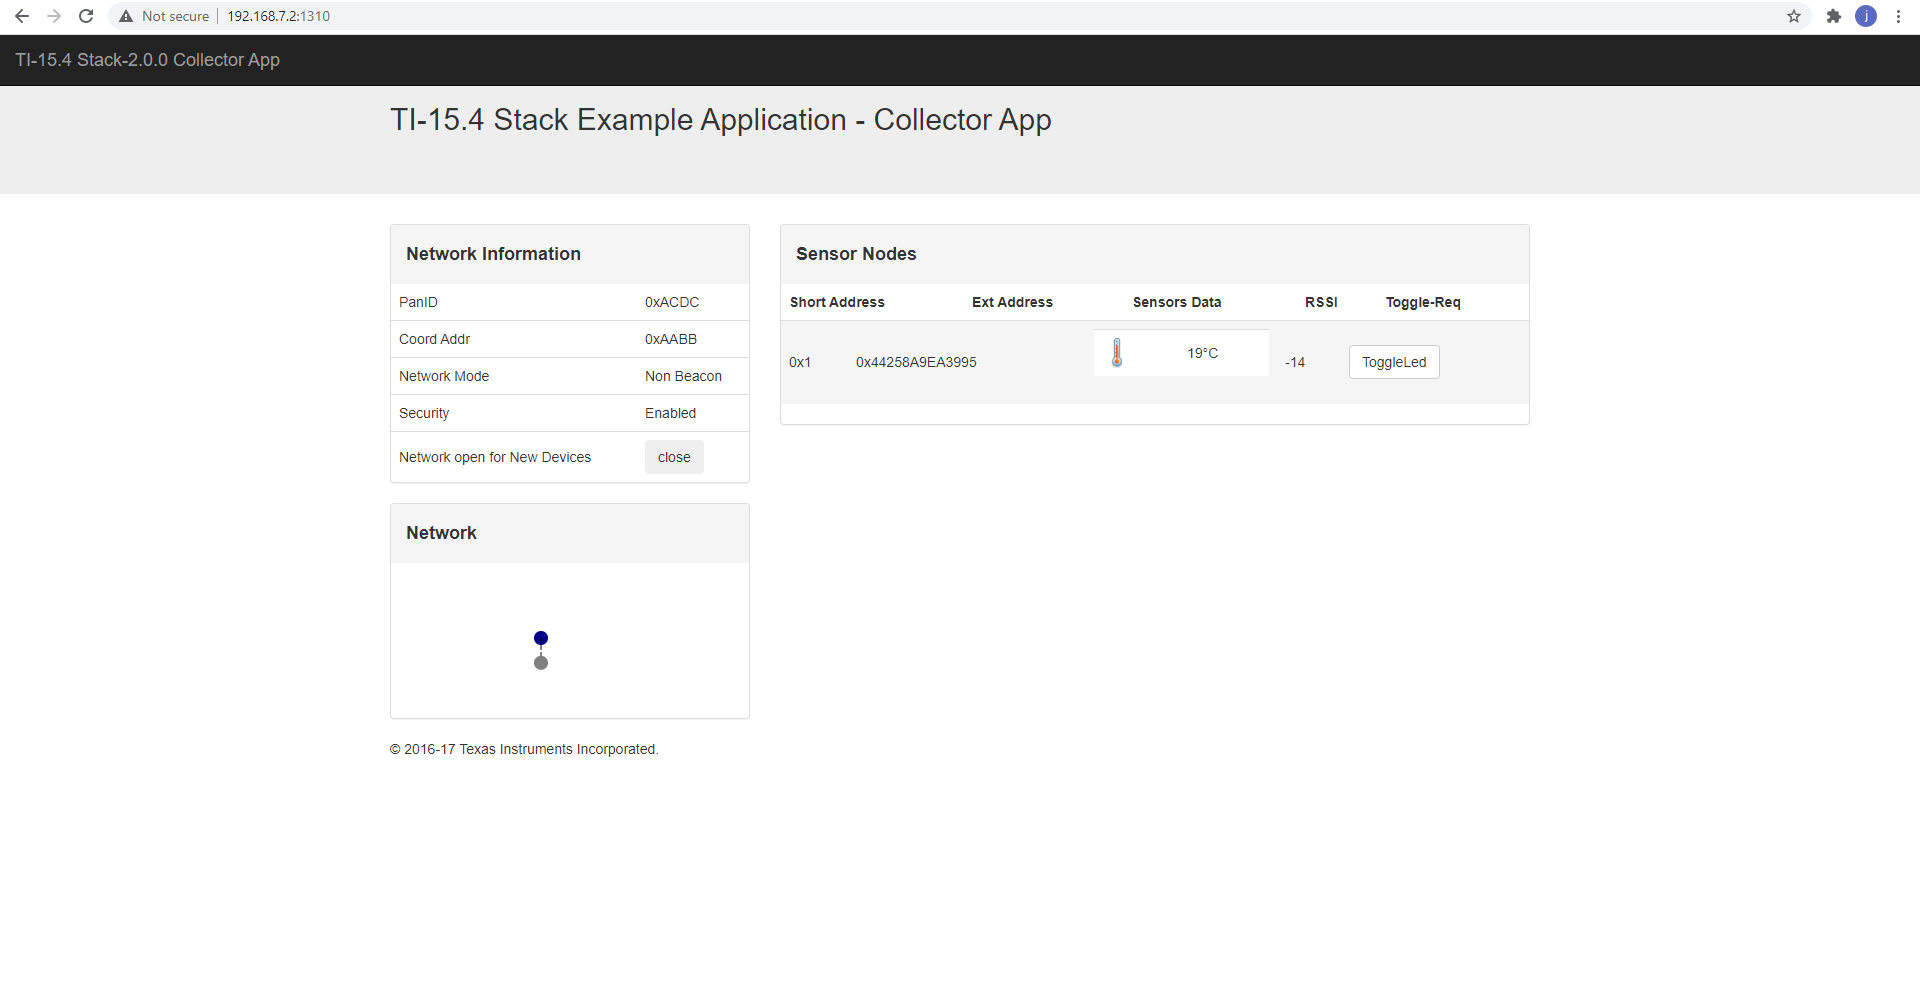 Not secure 192.168.7.2:1310
j
TI-15.4 Stack-2.0.0 Collector App
TI-15.4 Stack Example Application - Collector App
Network Information
PanID 0xACDC
Coord Addr 0xAABB
Network Mode Non Beacon
Security Enabled
Network open for New Devices close
Sensor Nodes
Short Address Ext Address Sensors Data RSSI Toggle-Req
0x1 0x44258A9EA3995 19°C -14 ToggleLed
Network
© 2016-17 Texas Instruments Incorporated.